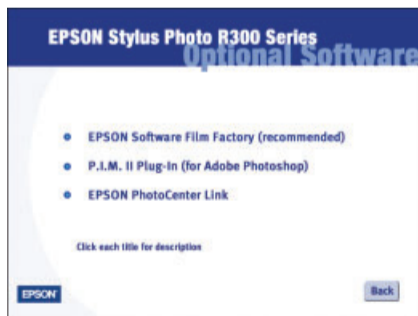 EPSON Stylus Photo R300 Series
Optional Software
EPSON Software Film Factory (recommended)
P.I.M. II Plug-In (for Adobe Photoshop)
EPSON PhotoCenter Link
Click each title for description
EPSON
Back